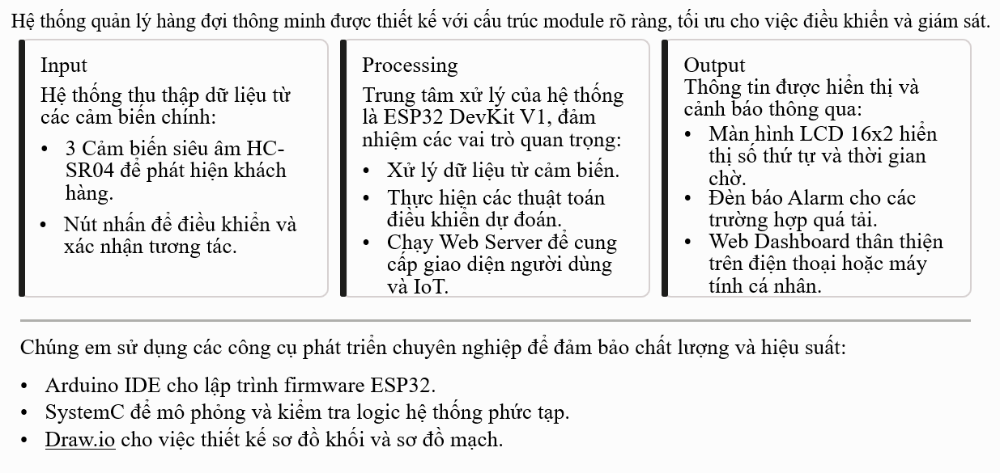 Hệ thống quản lý hàng đợi thông minh được thiết kế với cấu trúc module rõ ràng, tối ưu cho việc điều khiển và giám sát.
Input
Hệ thống thu thập dữ liệu từ
các cảm biến chính:
• 3 Cảm biến siêu âm HC-
SR04 để phát hiện khách
hàng.
• Nút nhấn để điều khiển và
xác nhận tương tác.
Processing
Trung tâm xử lý của hệ thống
là ESP32 DevKit V1, đảm
nhiệm các vai trò quan trọng:
• Xử lý dữ liệu từ cảm biến.
• Thực hiện các thuật toán
điều khiển dự đoán.
• Chạy Web Server để cung
cấp giao diện người dùng
và IoT.
Output
Thông tin được hiển thị và
cảnh báo thông qua:
• Màn hình LCD 16x2 hiển
thị số thứ tự và thời gian
chờ.
• Đèn báo Alarm cho các
trường hợp quá tải.
• Web Dashboard thân thiện
trên điện thoại hoặc máy
tính cá nhân.
Chúng em sử dụng các công cụ phát triển chuyên nghiệp để đảm bảo chất lượng và hiệu suất:
• Arduino IDE cho lập trình firmware ESP32.
• SystemC để mô phỏng và kiểm tra logic hệ thống phức tạp.
• Draw.io cho việc thiết kế sơ đồ khối và sơ đồ mạch.